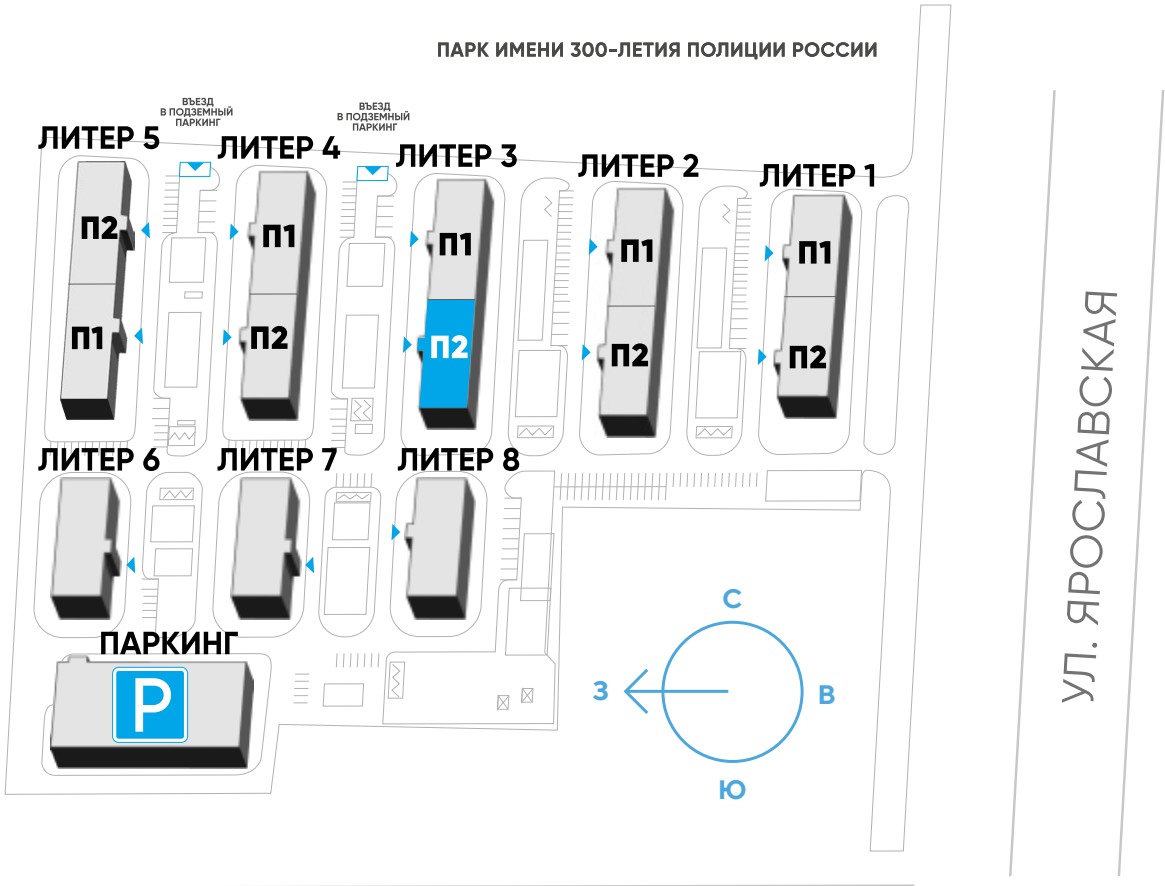 ПАРК ИМЕНИ 300-ЛЕТИЯ ПОЛИЦИИ РОССИИ
ВЪЕЗД
В ПОДЗЕМНЫЙ
ПАРКИНГ
ВЪЕЗД
В ПОДЗЕМНЫЙ
ПАРКИНГ
ЛИТЕР 5
ЛИТЕР 4
ЛИТЕР 3
ЛИТЕР 2
ЛИТЕР 1
П2
П1
П1
П1
П1
П1
П2
П2
П2
П2
ЛИТЕР 6
ЛИТЕР 7
ЛИТЕР 8
УЛ. ЯРОСЛАВСКАЯ
ПАРКИНГ
P
С
З
В
Ю